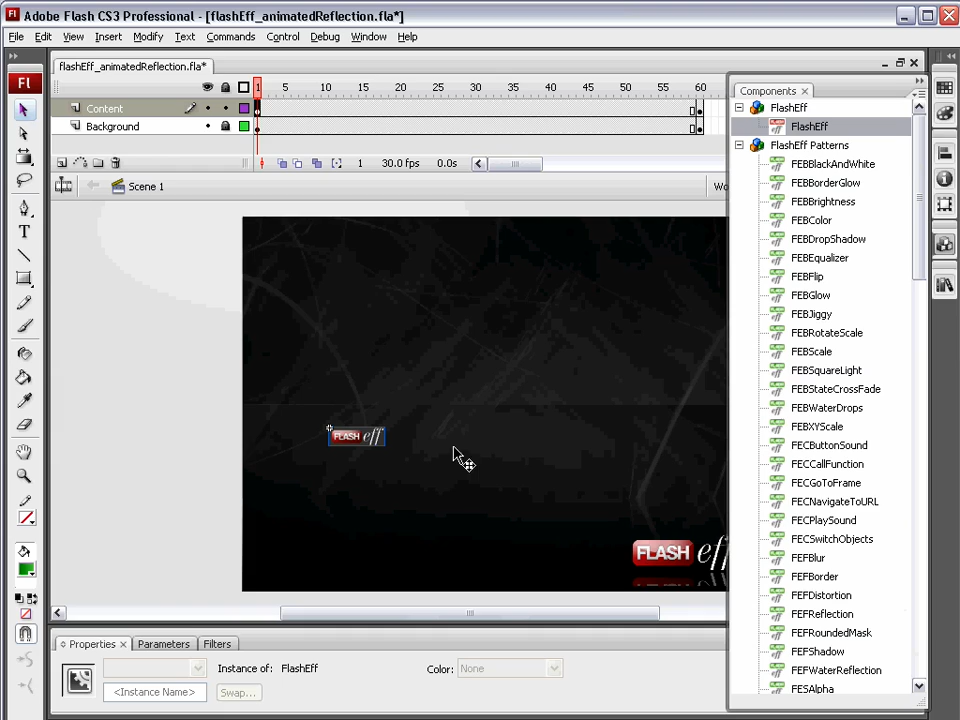 Adobe Flash CS3 Professional - [flashEff_animatedReflection.fla*]
File Edit View Insert Modify Text Commands Control Debug Window Help
flashEff_animatedReflection.fla*
1 5 10 15 20 25 30 35 40 45 50 55 60
Content
Background
1 30.0 fps 0.0s
Scene 1
Wo
FLASH eff
FLASH eff
Properties × Parameters Filters
Instance of: FlashEff
Color: None
<Instance Name>
Swap...
Fl
Components ×
FlashEff
FlashEff
FlashEff Patterns
FEBBlackAndWhite
FEBBorderGlow
FEBBrightness
FEBColor
FEBDropShadow
FEBEqualizer
FEBFlip
FEBGlow
FEBJiggy
FEBRotateScale
FEBScale
FEBSquareLight
FEBStateCrossFade
FEBWaterDrops
FEBXYScale
FECButtonSound
FECCallFunction
FECGoToFrame
FECNavigateToURL
FECPlaySound
FECSwitchObjects
FEFBlur
FEFBorder
FEFDistortion
FEFReflection
FEFRoundedMask
FEFShadow
FEFWaterReflection
FESAlpha